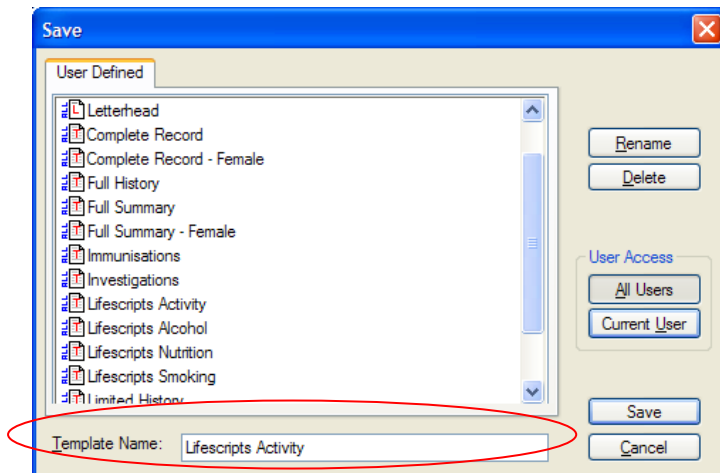 Save
User Defined
Letterhead
Complete Record
Complete Record - Female
Full History
Full Summary
Full Summary - Female
Immunisations
Investigations
Lifescripts Activity
Lifescripts Alcohol
Lifescripts Nutrition
Lifescripts Smoking
Limited History
Rename
Delete
User Access
All Users
Current User
Save
Template Name: Lifescripts Activity
Cancel